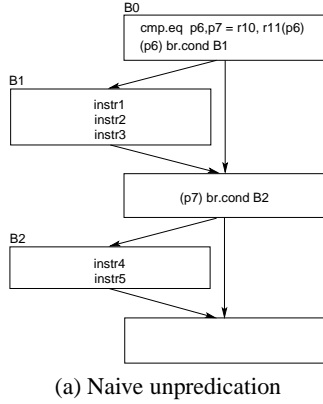 B0
cmp.eq p6,p7 = r10, r11(p6)
(p6) br.cond B1
B1
instr1
instr2
instr3
(p7) br.cond B2
B2
instr4
instr5
(a) Naive unpredication